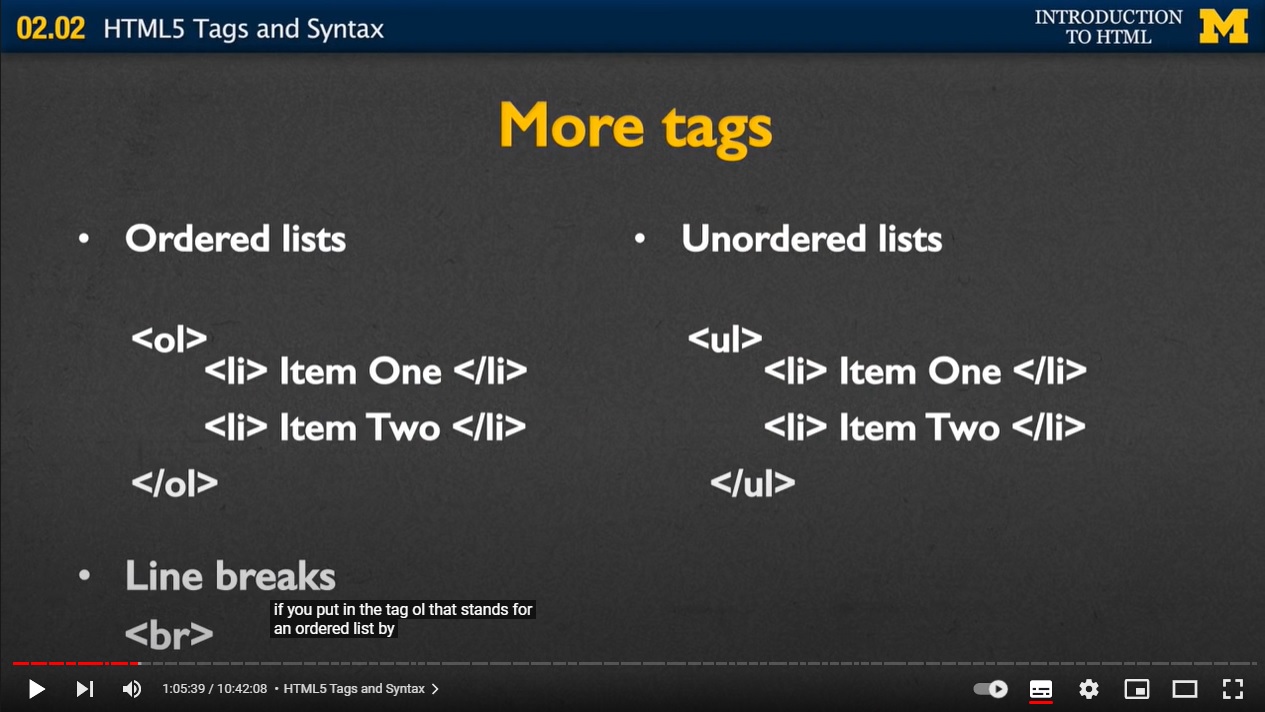 02.02 HTML5 Tags and Syntax
INTRODUCTION
TO HTML
M
More tags
• Ordered lists
<ol>
<li> Item One </li>
<li> Item Two </li>
</ol>
• Unordered lists
<ul>
<li> Item One </li>
<li> Item Two </li>
</ul>
• Line breaks
<br>
if you put in the tag ol that stands for
an ordered list by
1:05:39 / 10:42:08 • HTML5 Tags and Syntax